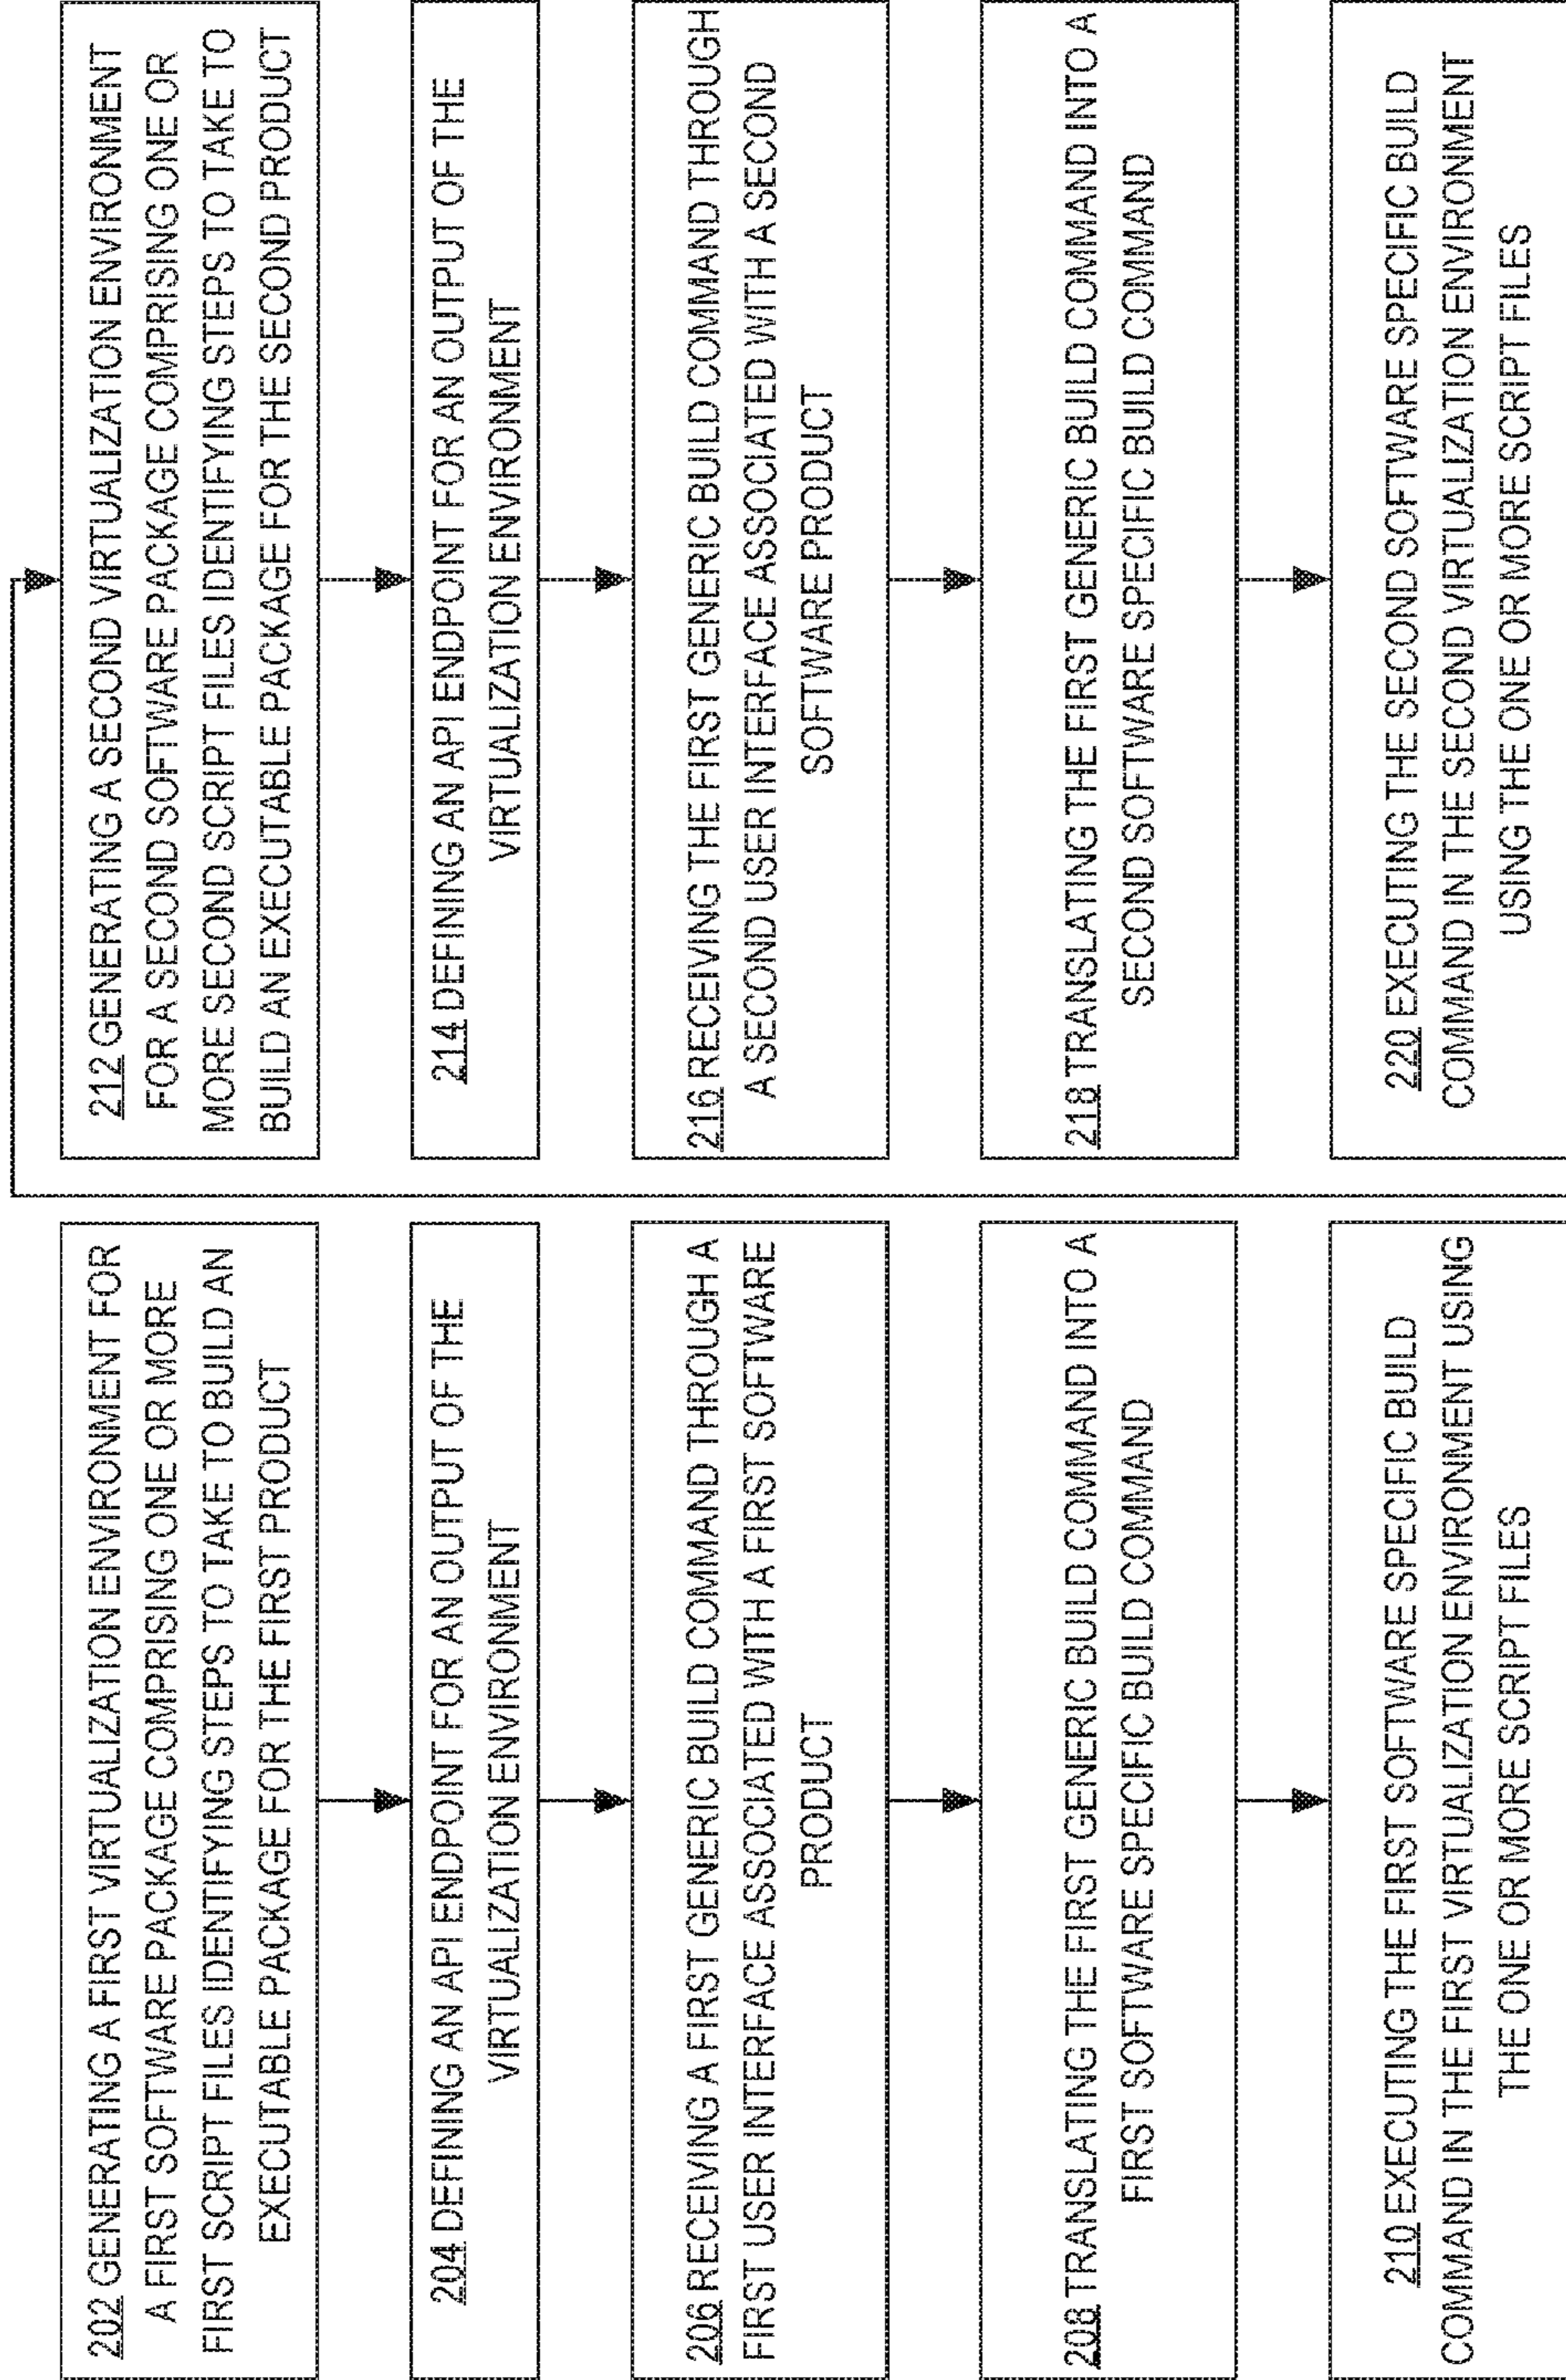 202 GENERATING A FIRST VIRTUALIZATION ENVIRONMENT FOR
A FIRST SOFTWARE PACKAGE COMPRISING ONE OR MORE
FIRST SCRIPT FILES IDENTIFYING STEPS TO TAKE TO BUILD AN
EXECUTABLE PACKAGE FOR THE FIRST PRODUCT
204 DEFINING AN API ENDPOINT FOR AN OUTPUT OF THE
VIRTUALIZATION ENVIRONMENT
206 RECEIVING A FIRST GENERIC BUILD COMMAND THROUGH A
FIRST USER INTERFACE ASSOCIATED WITH A FIRST SOFTWARE
PRODUCT
208 TRANSLATING THE FIRST GENERIC BUILD COMMAND INTO A
FIRST SOFTWARE SPECIFIC BUILD COMMAND
210 EXECUTING THE FIRST SOFTWARE SPECIFIC BUILD
COMMAND IN THE FIRST VIRTUALIZATION ENVIRONMENT USING
THE ONE OR MORE SCRIPT FILES
212 GENERATING A SECOND VIRTUALIZATION ENVIRONMENT
FOR A SECOND SOFTWARE PACKAGE COMPRISING ONE OR
MORE SECOND SCRIPT FILES IDENTIFYING STEPS TO TAKE TO
BUILD AN EXECUTABLE PACKAGE FOR THE SECOND PRODUCT
214 DEFINING AN API ENDPOINT FOR AN OUTPUT OF THE
VIRTUALIZATION ENVIRONMENT
216 RECEIVING THE FIRST GENERIC BUILD COMMAND THROUGH
A SECOND USER INTERFACE ASSOCIATED WITH A SECOND
SOFTWARE PRODUCT
218 TRANSLATING THE FIRST GENERIC BUILD COMMAND INTO A
SECOND SOFTWARE SPECIFIC BUILD COMMAND
220 EXECUTING THE SECOND SOFTWARE SPECIFIC BUILD
COMMAND IN THE SECOND VIRTUALIZATION ENVIRONMENT
USING THE ONE OR MORE SCRIPT FILES